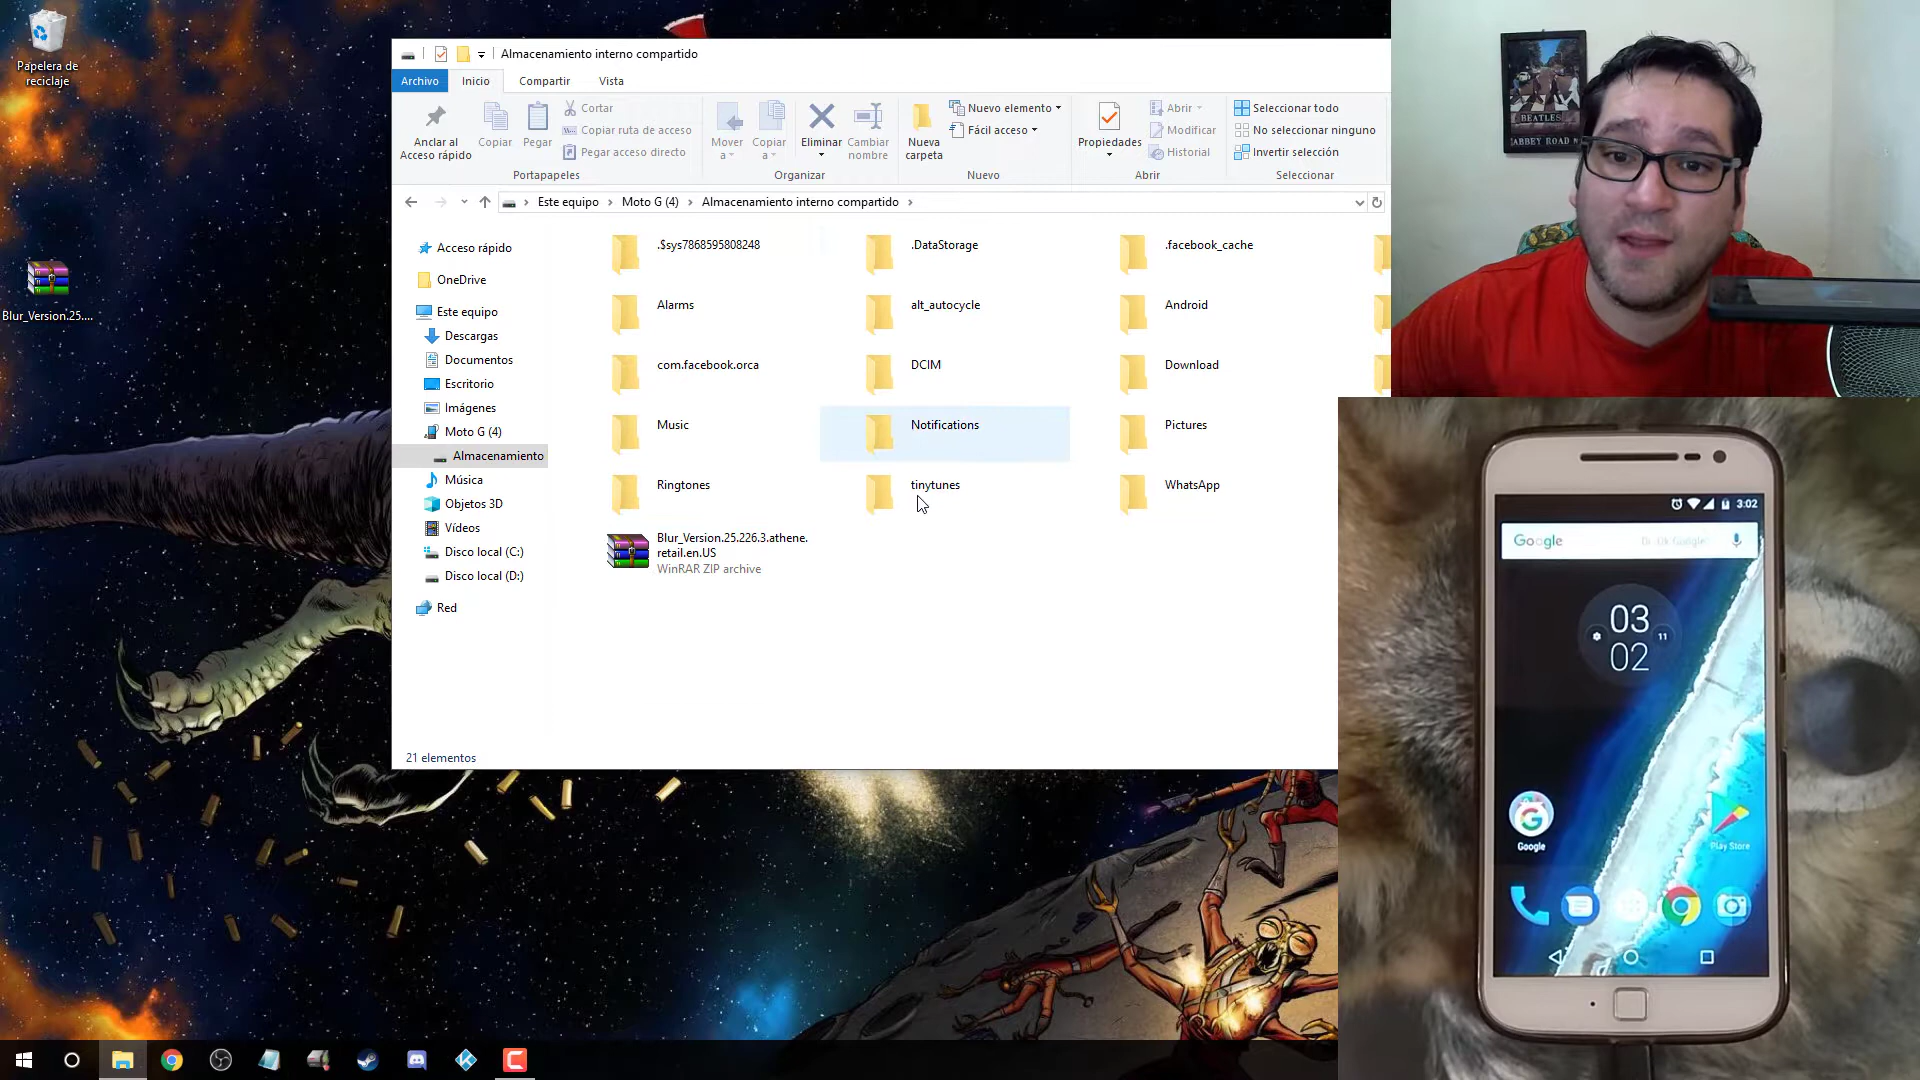 Papelera de
reciclaje
Blur_Version.25....
Almacenamiento interno compartido
Archivo
Inicio
Compartir
Vista
Anclar al
Acceso rápido
Copiar
Pegar
Cortar
Copiar ruta de acceso
Pegar acceso directo
Portapapeles
Mover
a
Copiar
a
Eliminar
Cambiar
nombre
Organizar
Nueva
carpeta
Nuevo elemento
Fácil acceso
Nuevo
Propiedades
Abrir
Modificar
Historial
Abrir
Seleccionar todo
No seleccionar ninguno
Invertir selección
Seleccionar
Este equipo
Moto G (4)
Almacenamiento interno compartido
Acceso rápido
OneDrive
Este equipo
Descargas
Documentos
Escritorio
Imágenes
Moto G (4)
Almacenamiento
Música
Objetos 3D
Vídeos
Disco local (C:)
Disco local (D:)
Red
.$sys7868595808248
.DataStorage
.facebook_cache
Alarms
alt_autocycle
Android
com.facebook.orca
DCIM
Download
Music
Notifications
Pictures
Ringtones
tinytunes
WhatsApp
Blur_Version.25.226.3.athene.
retail.en.US
WinRAR ZIP archive
21 elementos
BEATLES
ABBEY ROAD
3:02
Google
03
11
02
Google
Play Store